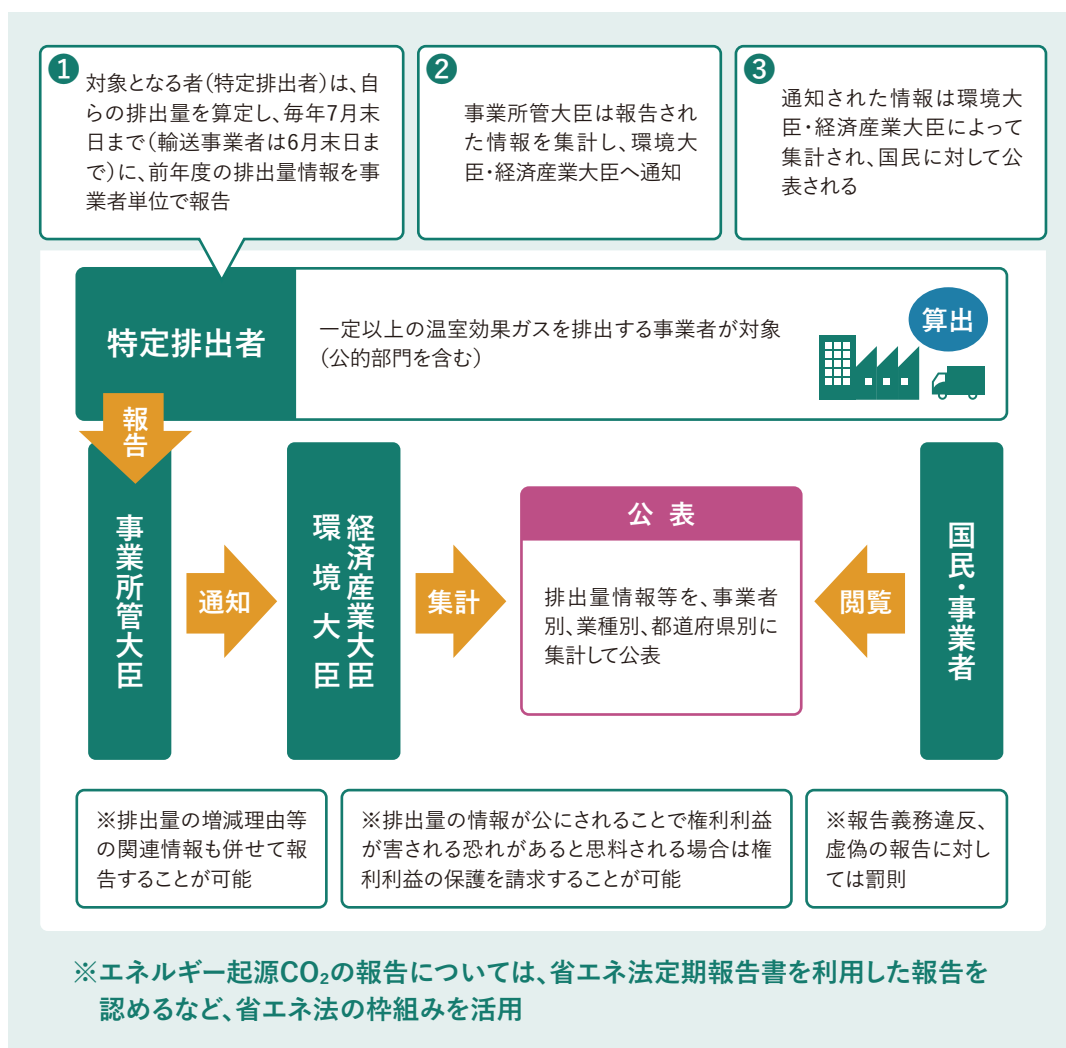 1
対象となる者(特定排出者)は、自
らの排出量を算定し、毎年7月末
日まで(輸送事業者は6月末日ま
で)に、前年度の排出量情報を事
業者単位で報告
2
事業所管大臣は報告され
た情報を集計し、環境大
臣・経済産業大臣へ通知
3
通知された情報は環境大
臣・経済産業大臣によって
集計され、国民に対して公
表される
特定排出者
一定以上の温室効果ガスを排出する事業者が対象
(公的部門を含む)
算出
報告
事業所管大臣
通知
経済産業大臣
環境大臣
集計
公表
排出量情報等を、事業者
別、業種別、都道府県別に
集計して公表
閲覧
国民・事業者
※排出量の増減理由等
の関連情報も併せて報
告することが可能
※排出量の情報が公にされることで権利利益
が害される恐れがあると思料される場合は権
利利益の保護を請求することが可能
※報告義務違反、
虚偽の報告に対し
ては罰則
※エネルギー起源CO₂の報告については、省エネ法定期報告書を利用した報告を
認めるなど、省エネ法の枠組みを活用